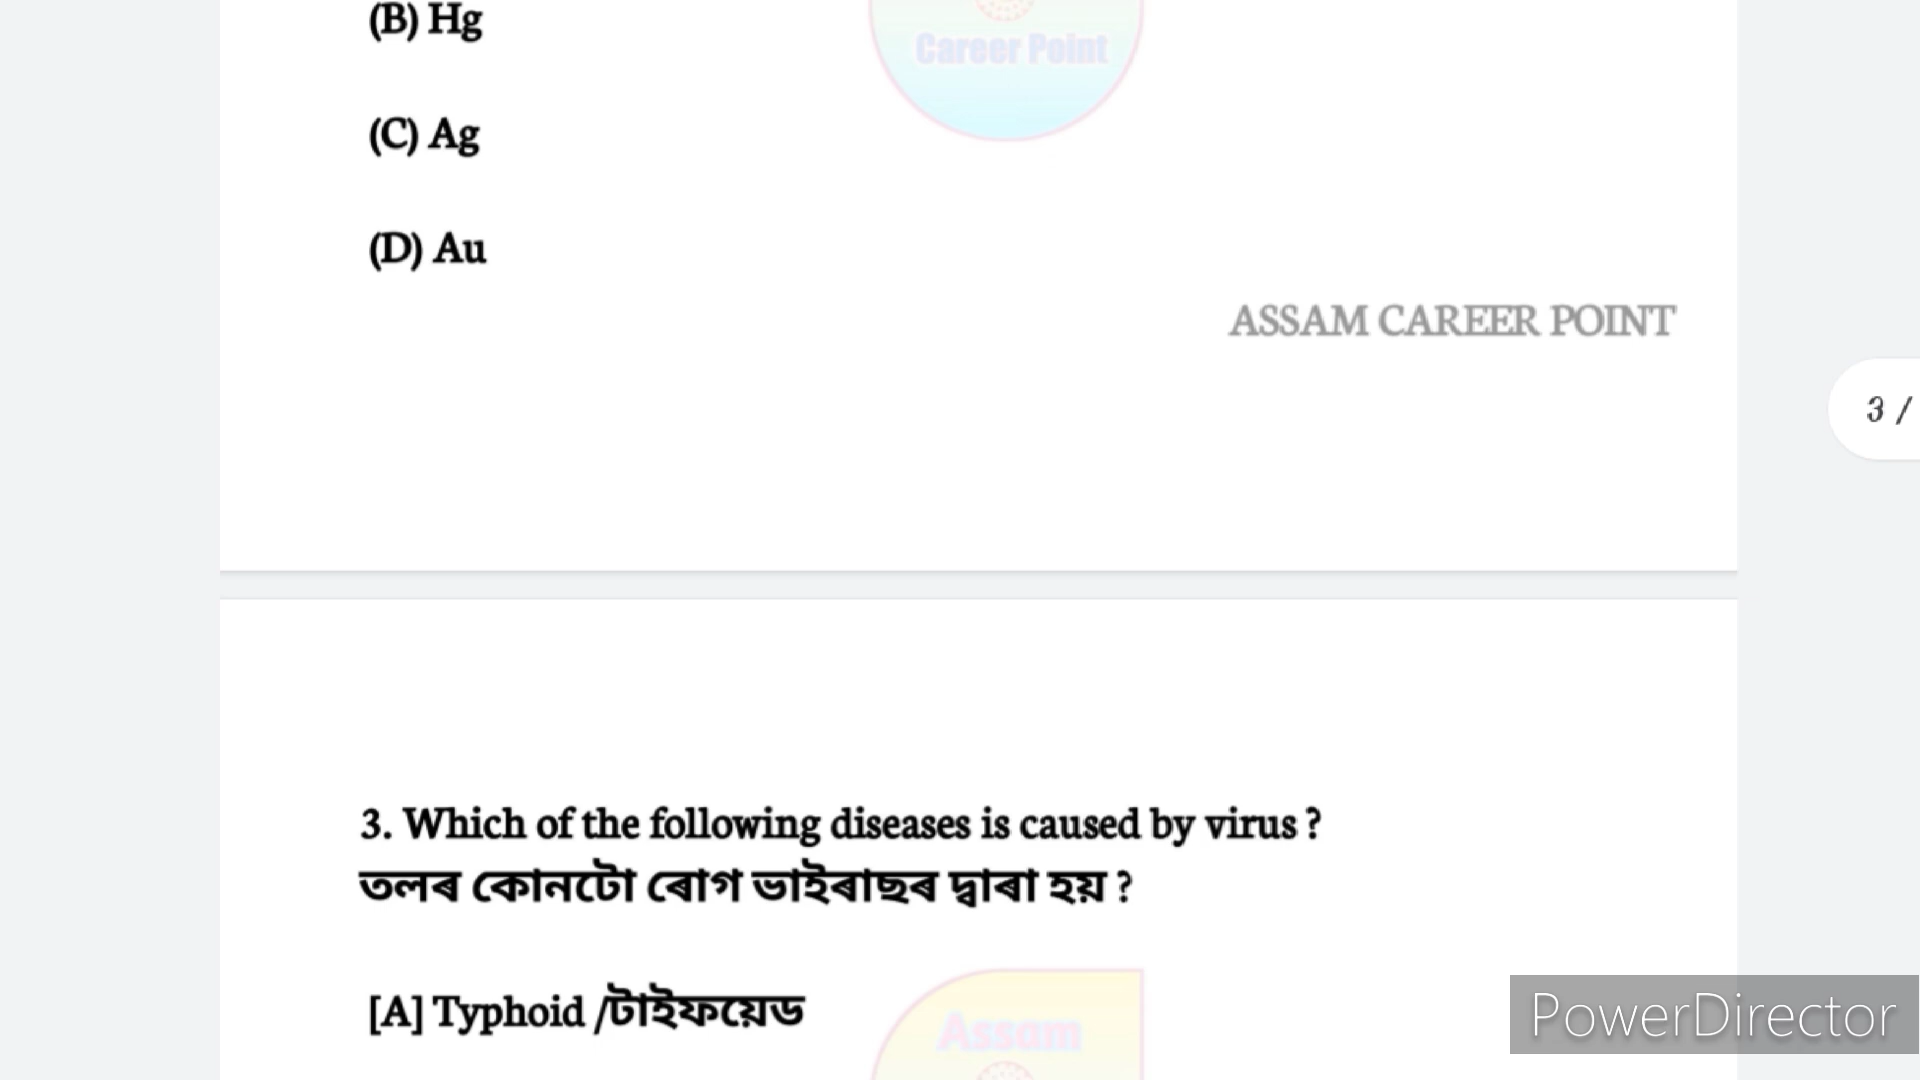 (B) Hg
Career Point
(C) Ag
(D) Au
ASSAM CAREER POINT
3 /
3. Which of the following diseases is caused by virus ?
তলৰ কোনটো ৰোগ ভাইৰাছৰ দ্বাৰা হয় ?
[A] Typhoid /টাইফয়েড
Assam
PowerDirector